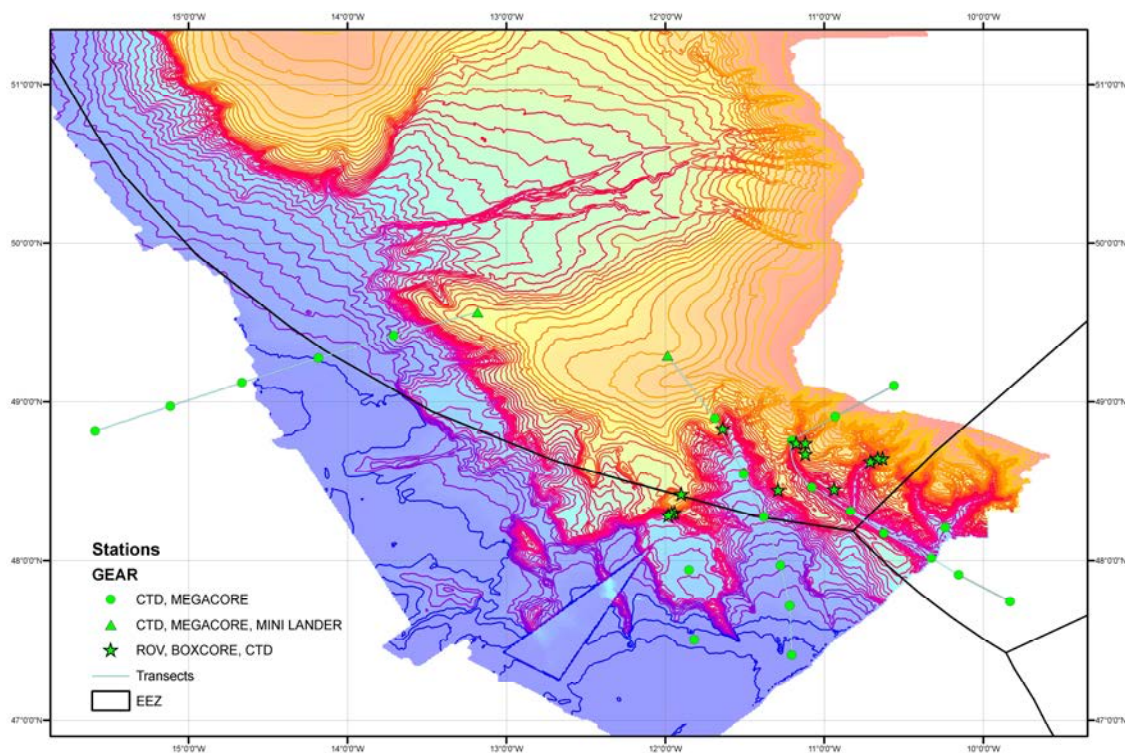 15°0'0"W 14°0'0"W 13°0'0"W 12°0'0"W 11°0'0"W 10°0'0"W
51°0'0"N 51°0'0"N
50°0'0"N 50°0'0"N
49°0'0"N 49°0'0"N
48°0'0"N 48°0'0"N
47°0'0"N 47°0'0"N
Stations
GEAR
CTD, MEGACORE
CTD, MEGACORE, MINI LANDER
ROV, BOXCORE, CTD
Transects
EEZ
15°0'0"W 14°0'0"W 13°0'0"W 12°0'0"W 11°0'0"W 10°0'0"W